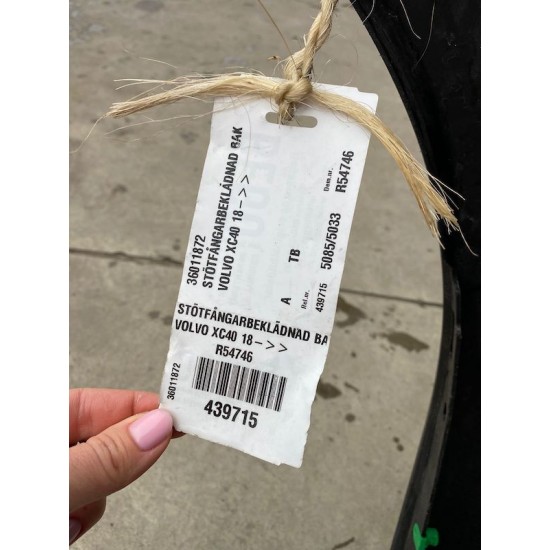 36011872
STÖTFÅNGARBEKLÄDNAD BAK
VOLVO XC40 18->>
A TB
Del.nr. Dem.nr.
439715 5085/5033 R54746
STÖTFÅNGARBEKLÄDNAD BA
VOLVO XC40 18->>
R54746
36011872
439715